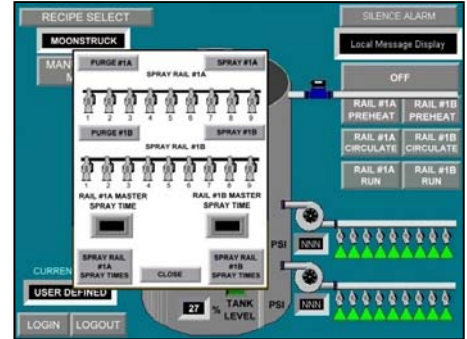 RECIPE SELECT
SILENCE ALARM
MOONSTRUCK
Local Message Display
MAN
M
PURGE #1A
SPRAY #1A
SPRAY RAIL #1A
OFF
RAIL #1A PREHEAT
RAIL #1B PREHEAT
1 2 3 4 5 6 7 8 9
PURGE #1B
SPRAY #1B
SPRAY RAIL #1B
RAIL #1A CIRCULATE
RAIL #1B CIRCULATE
RAIL #1A RUN
RAIL #1B RUN
1 2 3 4 5 6 7 8 9
RAIL #1A MASTER SPRAY TIME
RAIL #1B MASTER SPRAY TIME
PSI NNN
SPRAY RAIL #1A SPRAY TIMES
CLOSE
SPRAY RAIL #1B SPRAY TIMES
CURREN
USER DEFINED
27 % TANK LEVEL
PSI NNN
LOGIN LOGOUT